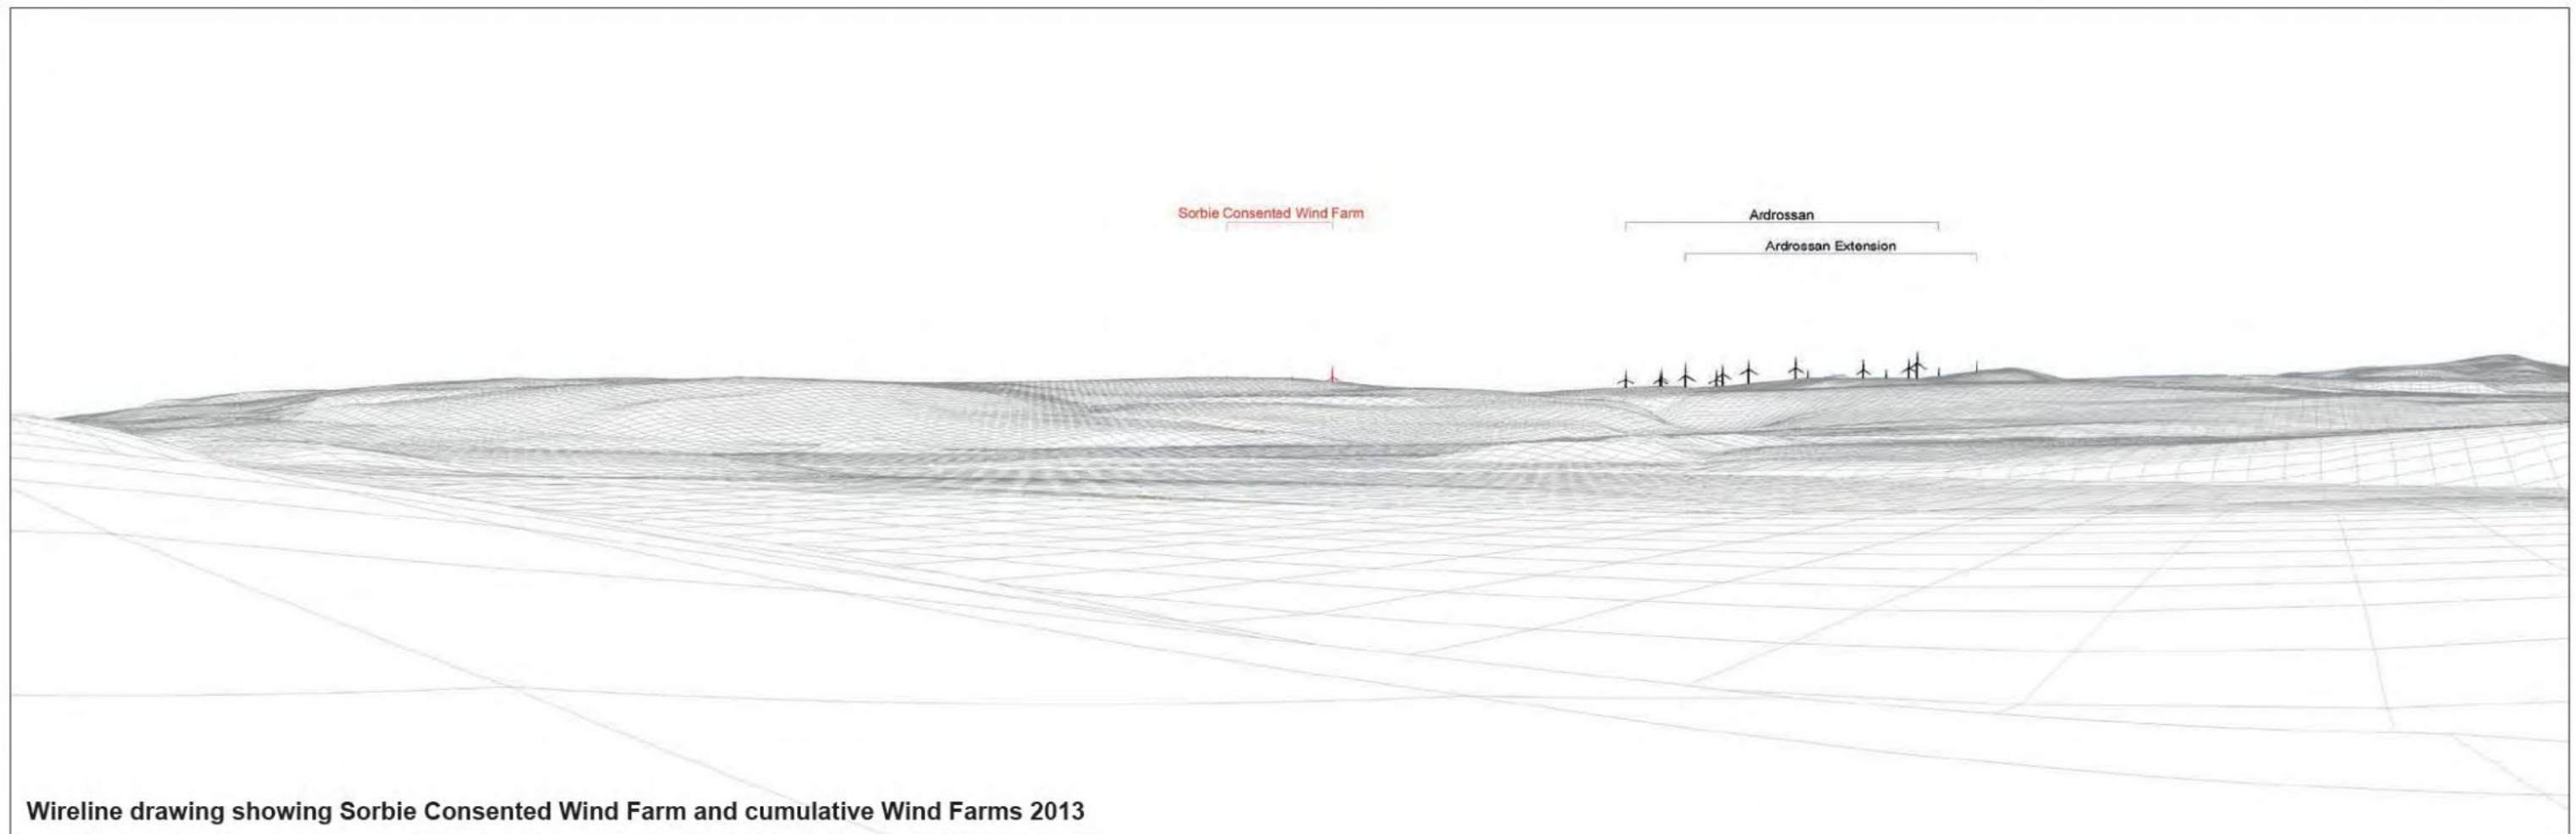 Sorbie Consented Wind Farm
Ardrossan
Ardrossan Extension
Wireline drawing showing Sorbie Consented Wind Farm and cumulative Wind Farms 2013